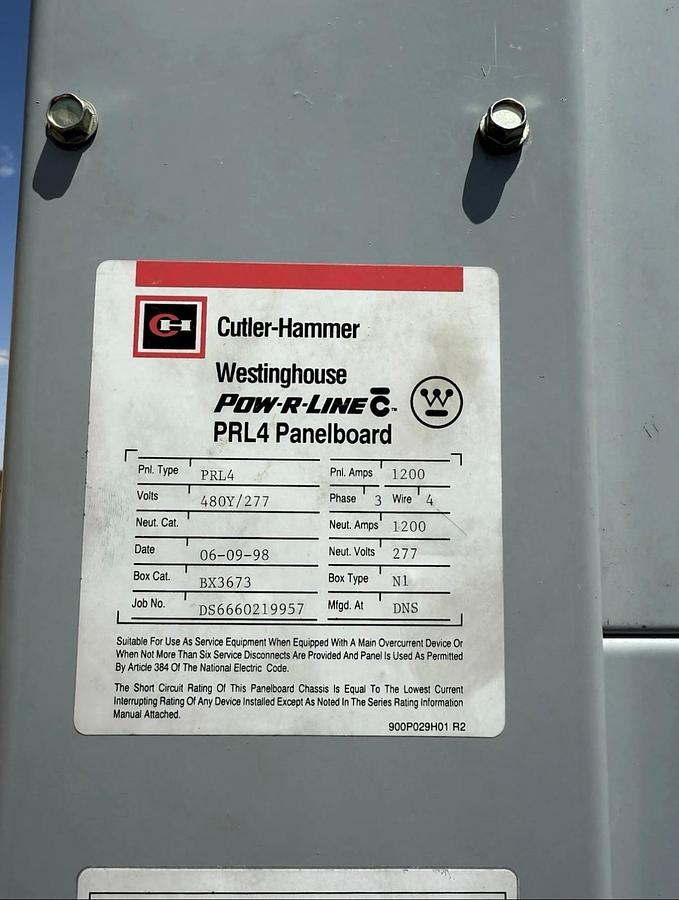 CH
Cutler-Hammer
Westinghouse
POW-R-LINE C™
W
PRL4 Panelboard
Pnl. Type PRL4 Pnl. Amps 1200
Volts 480Y/277 Phase 3 Wire 4
Neut. Cat. Neut. Amps 1200
Date 06-09-98 Neut. Volts 277
Box Cat. BX3673 Box Type N1
Job No. DS6660219957 Mfgd. At DNS
Suitable For Use As Service Equipment When Equipped With A Main Overcurrent Device Or
When Not More Than Six Service Disconnects Are Provided And Panel Is Used As Permitted
By Article 384 Of The National Electric Code.
The Short Circuit Rating Of This Panelboard Chassis Is Equal To The Lowest Current
Interrupting Rating Of Any Device Installed Except As Noted In The Series Rating Information
Manual Attached.
900P029H01 R2